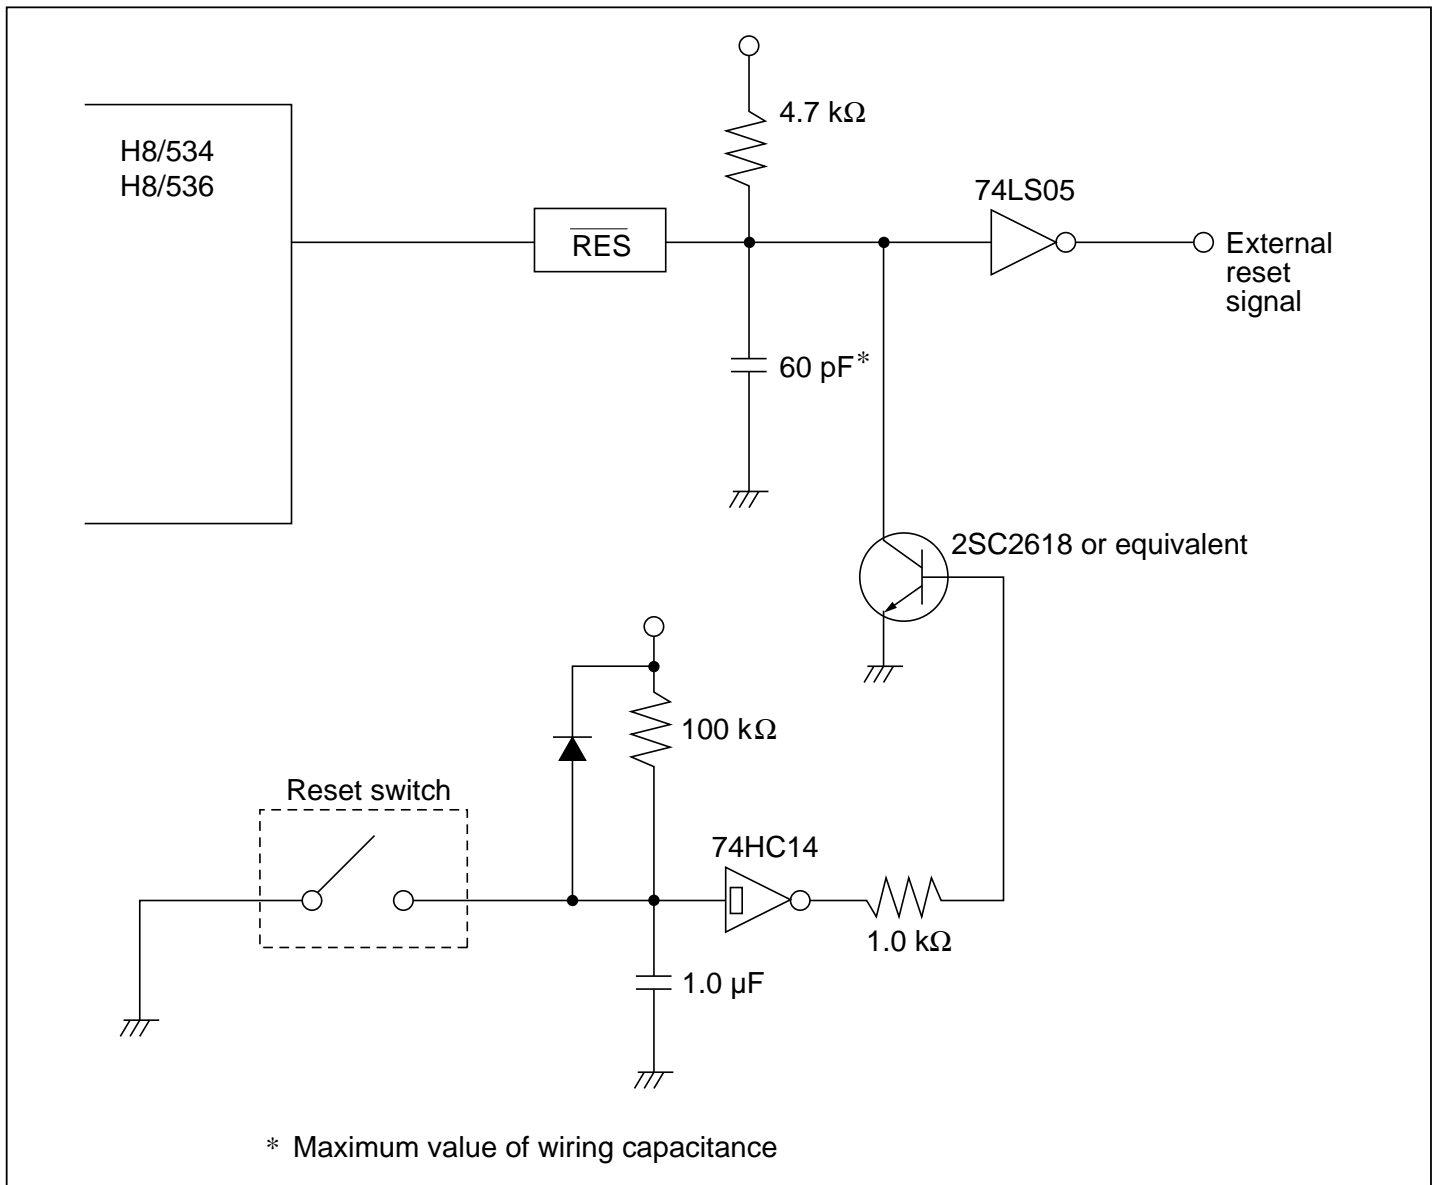 H8/534
H8/536
4.7 kΩ
74LS05
RES
External
reset
signal
60 pF*
2SC2618 or equivalent
100 kΩ
Reset switch
74HC14
1.0 kΩ
1.0 µF
* Maximum value of wiring capacitance